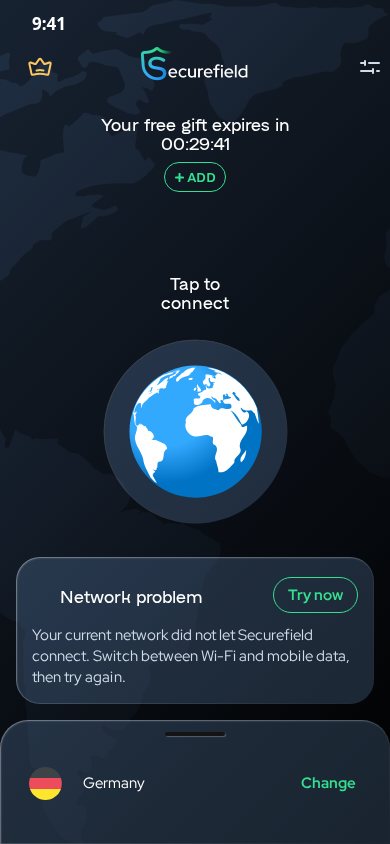 9:41
Securefield
Your free gift expires in
00:29:41
+ ADD
Tap to
connect
Network problem
Try now
Your current network did not let Securefield
connect. Switch between Wi-Fi and mobile data,
then try again.
Germany
Change